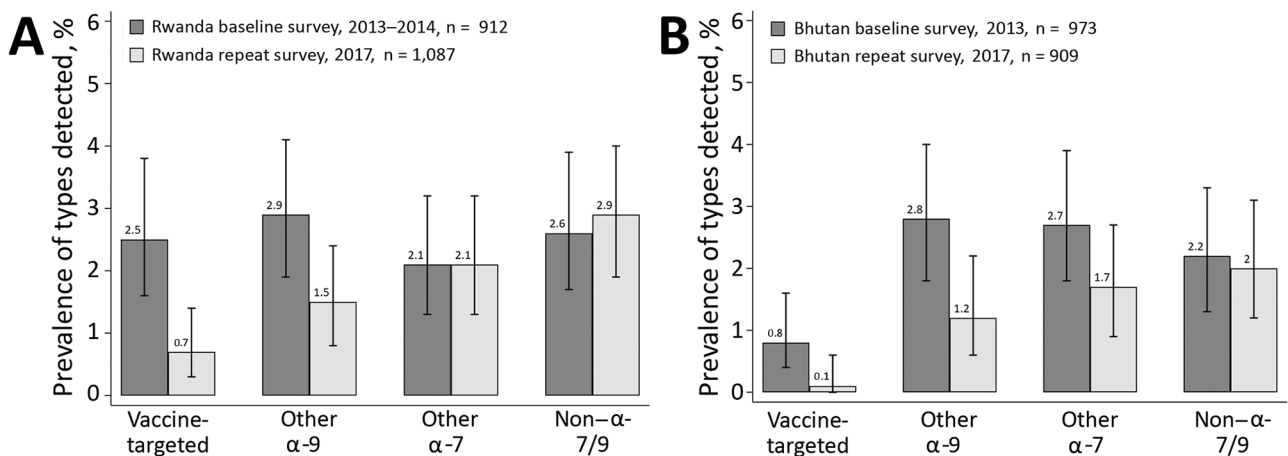 A
Prevalence of types detected, %
6
5
4
3
2
1
0
Rwanda baseline survey, 2013–2014, n = 912
Rwanda repeat survey, 2017, n = 1,087
2.5
0.7
2.9
1.5
2.1
2.1
2.6
2.9
Vaccine-
targeted
Other
α-9
Other
α-7
Non–α-
7/9
B
Prevalence of types detected, %
6
5
4
3
2
1
0
Bhutan baseline survey, 2013, n = 973
Bhutan repeat survey, 2017, n = 909
0.8
0.1
2.8
1.2
2.7
1.7
2.2
2
Vaccine-
targeted
Other
α-9
Other
α-7
Non–α-
7/9